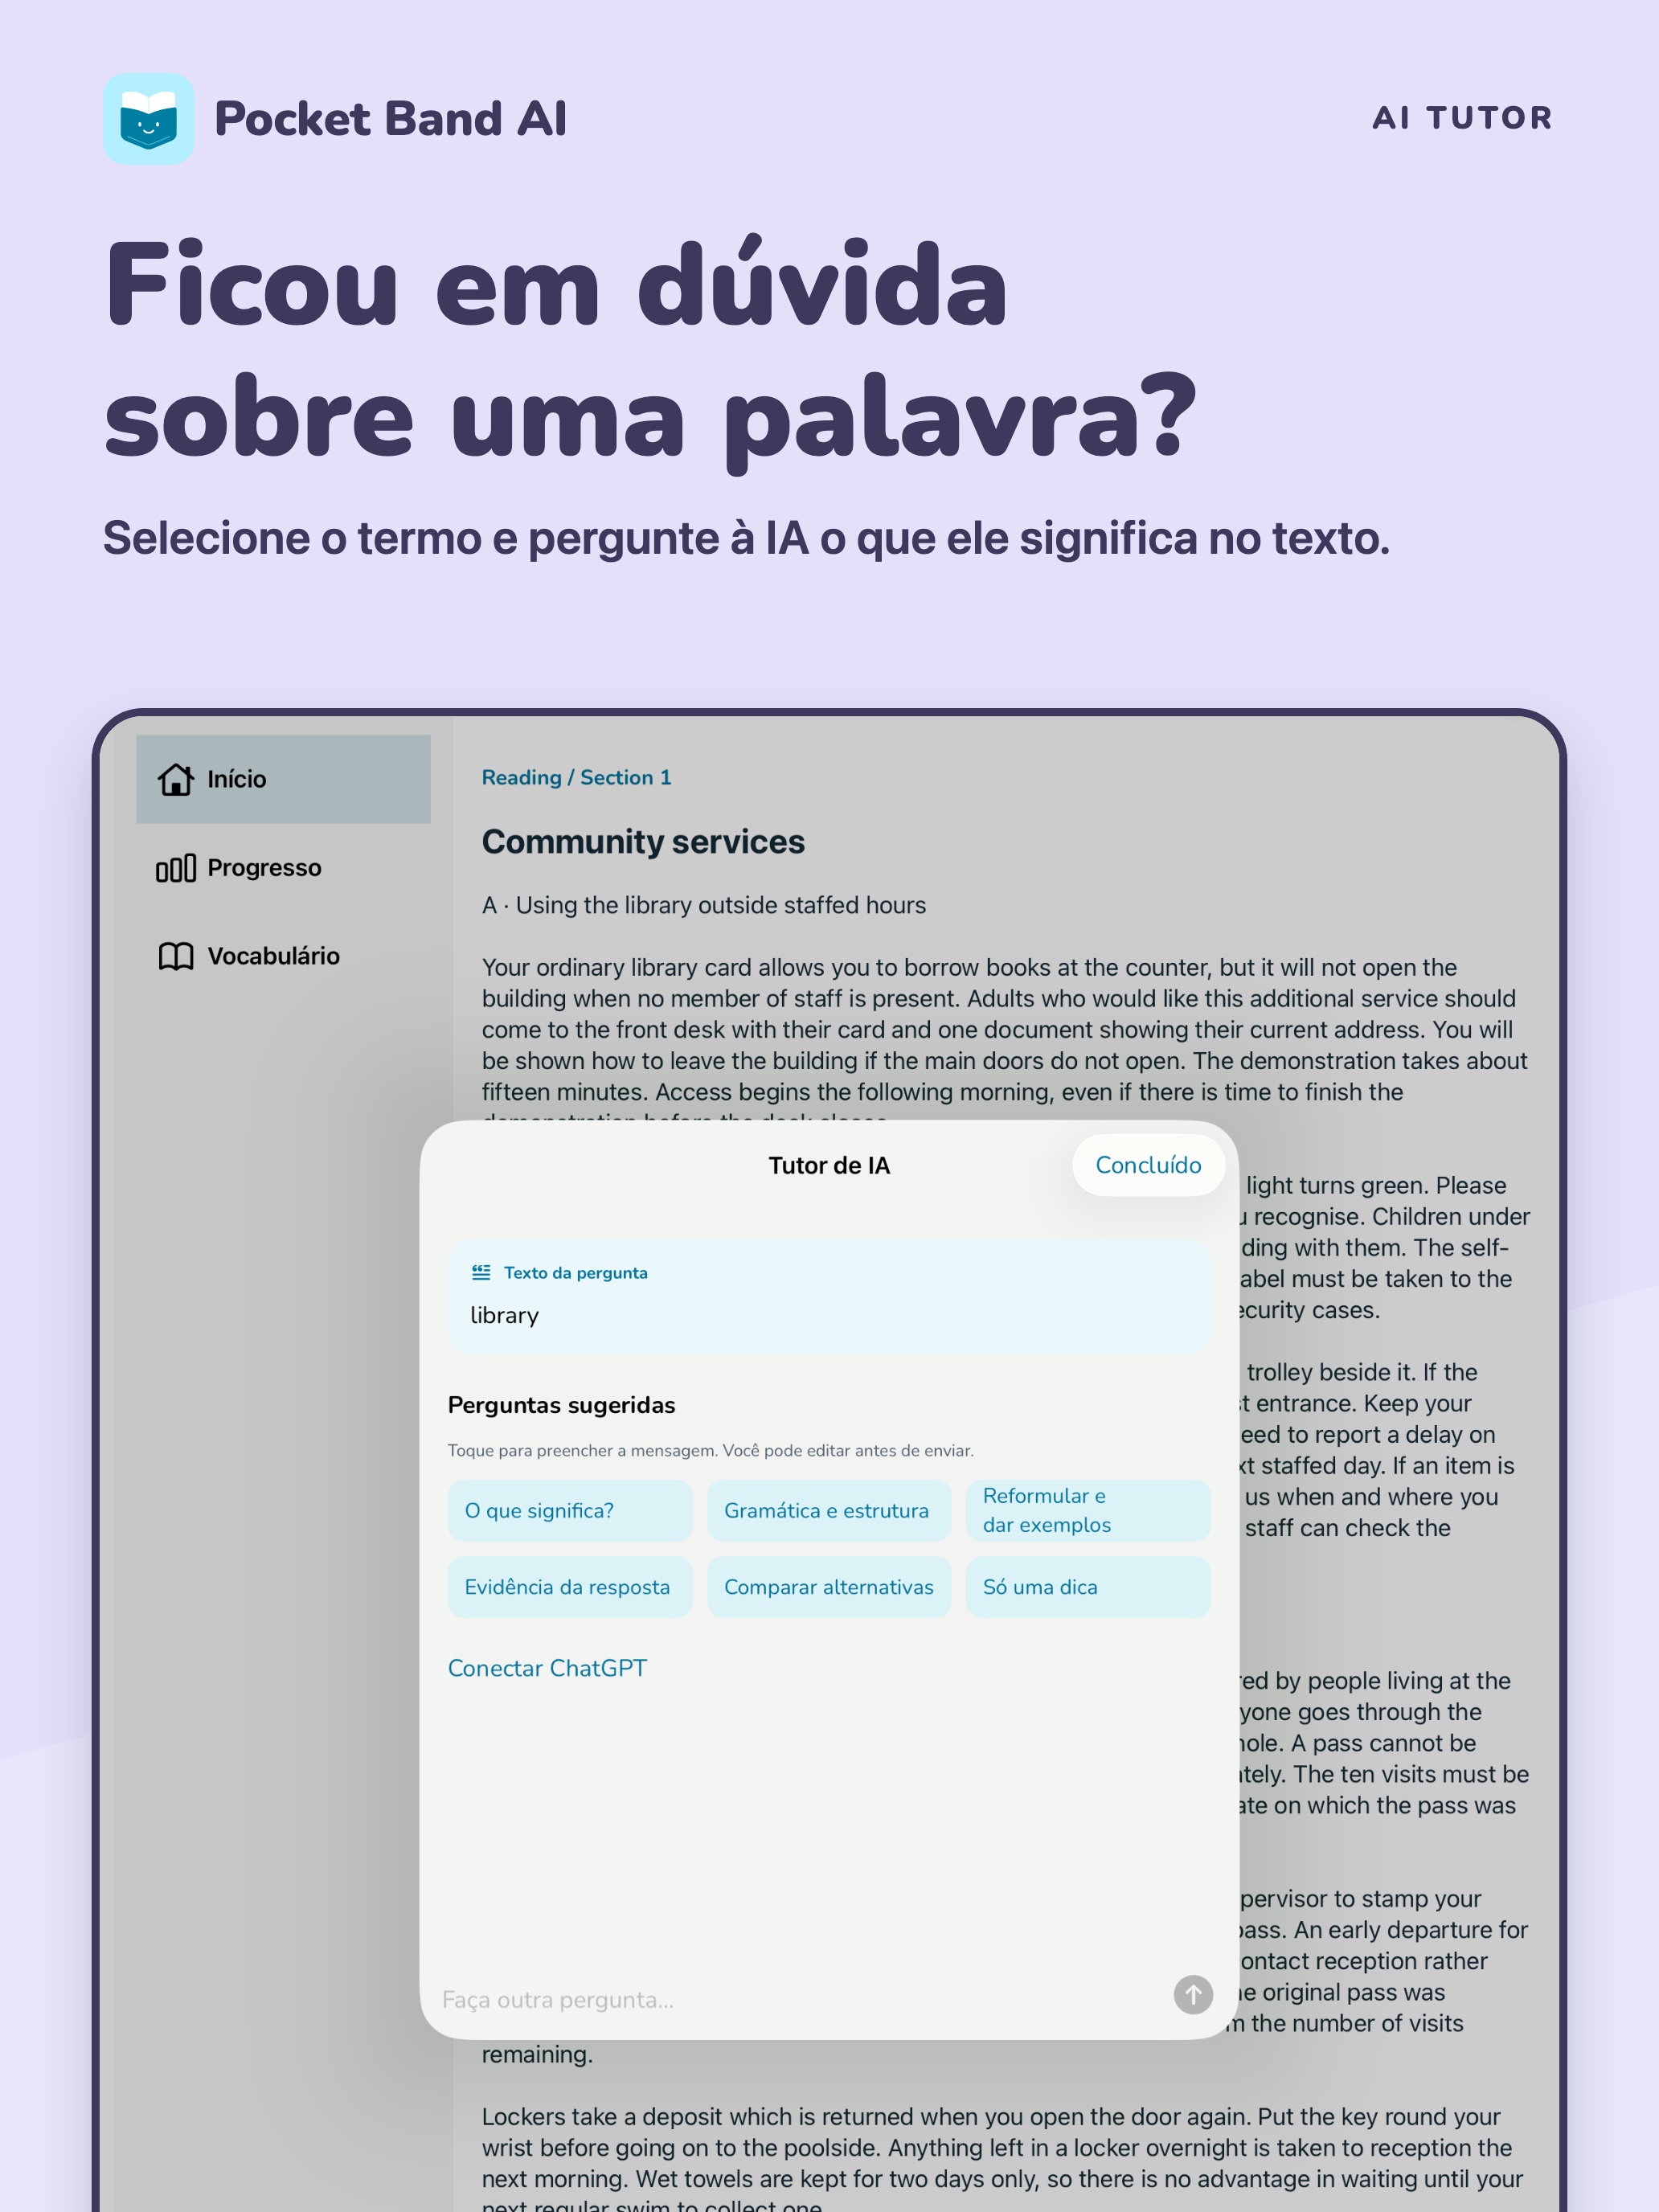 Pocket Band AI
AI TUTOR
Ficou em dúvida
sobre uma palavra?
Selecione o termo e pergunte à IA o que ele significa no texto.
Início
Progresso
Vocabulário
Reading / Section 1
Community services
A · Using the library outside staffed hours
Your ordinary library card allows you to borrow books at the counter, but it will not open the
building when no member of staff is present. Adults who would like this additional service should
come to the front desk with their card and one document showing their current address. You will
be shown how to leave the building if the main doors do not open. The demonstration takes about
fifteen minutes. Access begins the following morning, even if there is time to finish the
light turns green. Please
recognise. Children under
with them. The self-
must be taken to the
cases.
trolley beside it. If the
entrance. Keep your
to report a delay on
staffed day. If an item is
us when and where you
staff can check the
by people living at the
goes through the
A pass cannot be
The ten visits must be
on which the pass was
to stamp your
An early departure for
reception rather
original pass was
the number of visits
remaining.
Lockers take a deposit which is returned when you open the door again. Put the key round your
wrist before going on to the poolside. Anything left in a locker overnight is taken to reception the
next morning. Wet towels are kept for two days only, so there is no advantage in waiting until your
next regular swim to collect one.
Tutor de IA
Concluído
Texto da pergunta
library
Perguntas sugeridas
Toque para preencher a mensagem. Você pode editar antes de enviar.
O que significa?
Gramática e estrutura
Reformular e
dar exemplos
Evidência da resposta
Comparar alternativas
Só uma dica
Conectar ChatGPT
Faça outra pergunta...